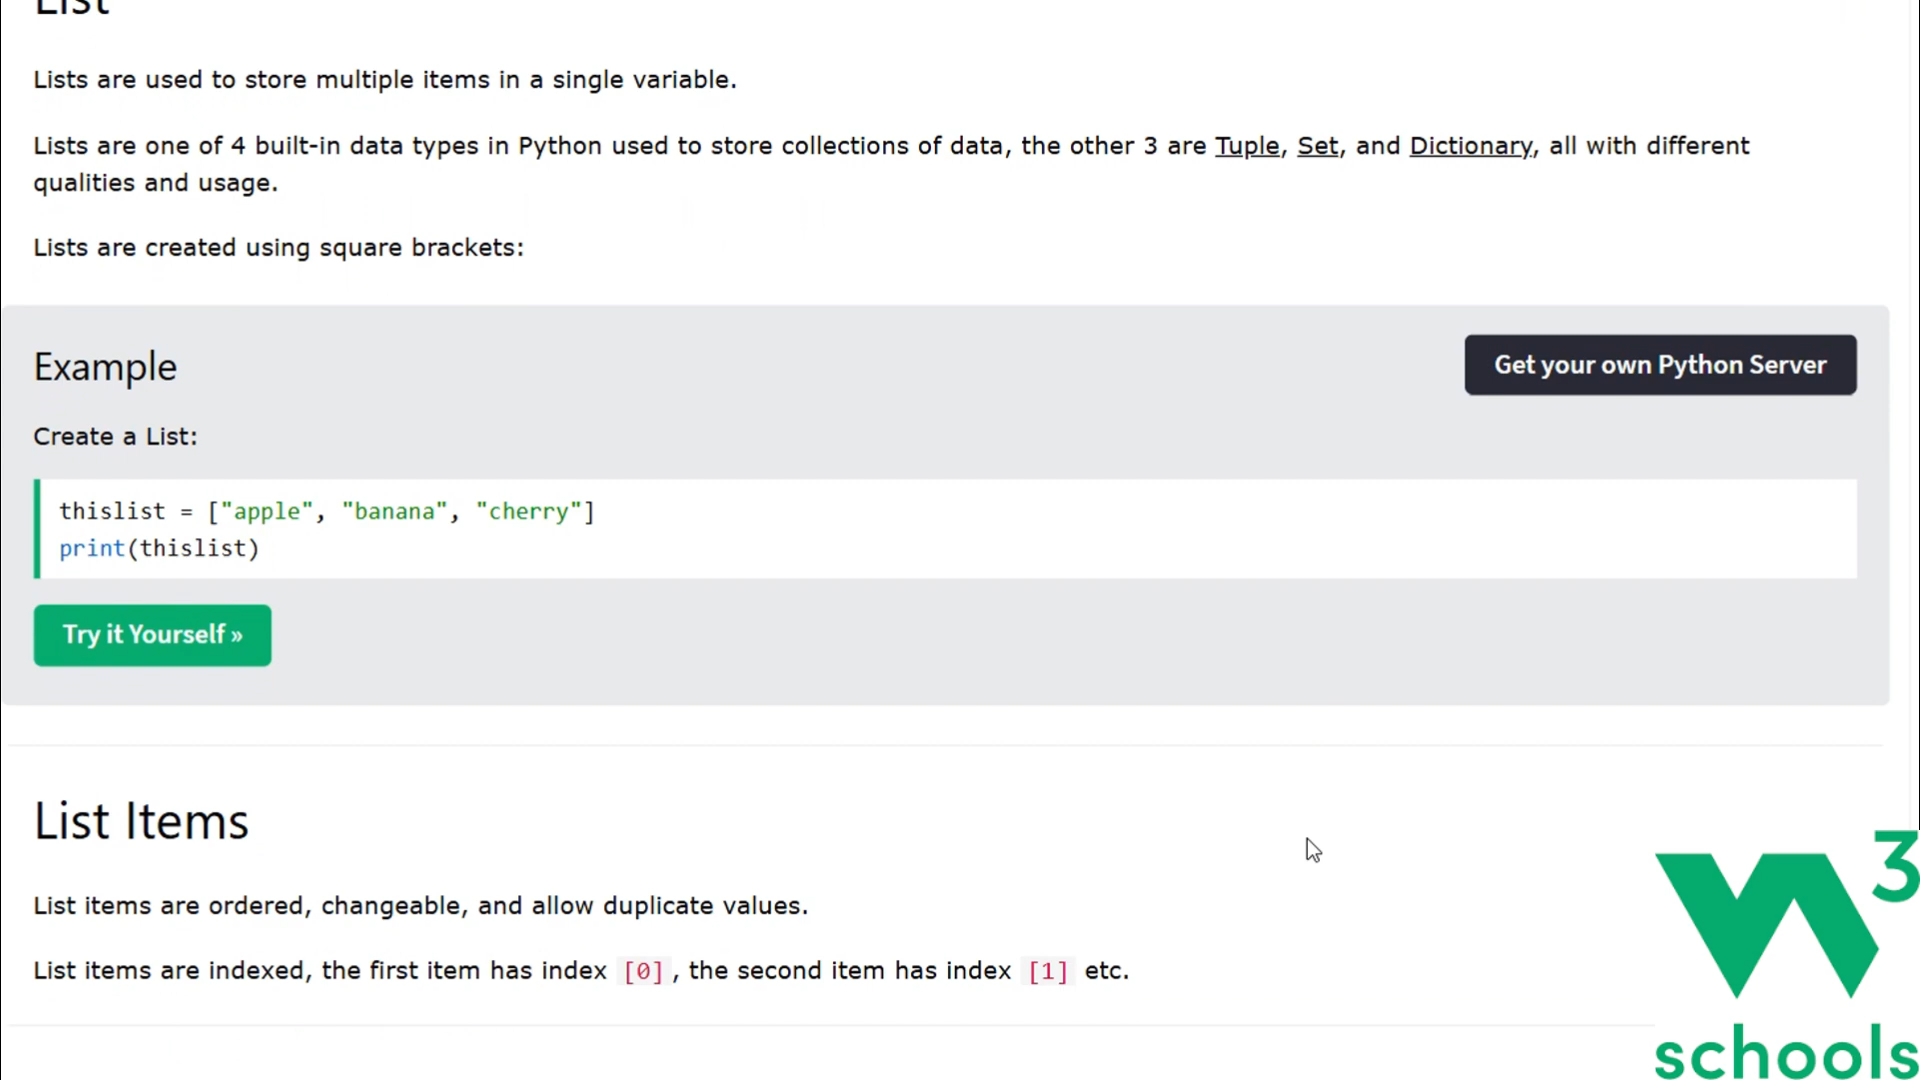 List
Lists are used to store multiple items in a single variable.
Lists are one of 4 built-in data types in Python used to store collections of data, the other 3 are Tuple, Set, and Dictionary, all with different
qualities and usage.
Lists are created using square brackets:
Example
Get your own Python Server
Create a List:
thislist = ["apple", "banana", "cherry"]
print(thislist)
Try it Yourself »
List Items
List items are ordered, changeable, and allow duplicate values.
List items are indexed, the first item has index [0], the second item has index [1] etc.
W3
schools